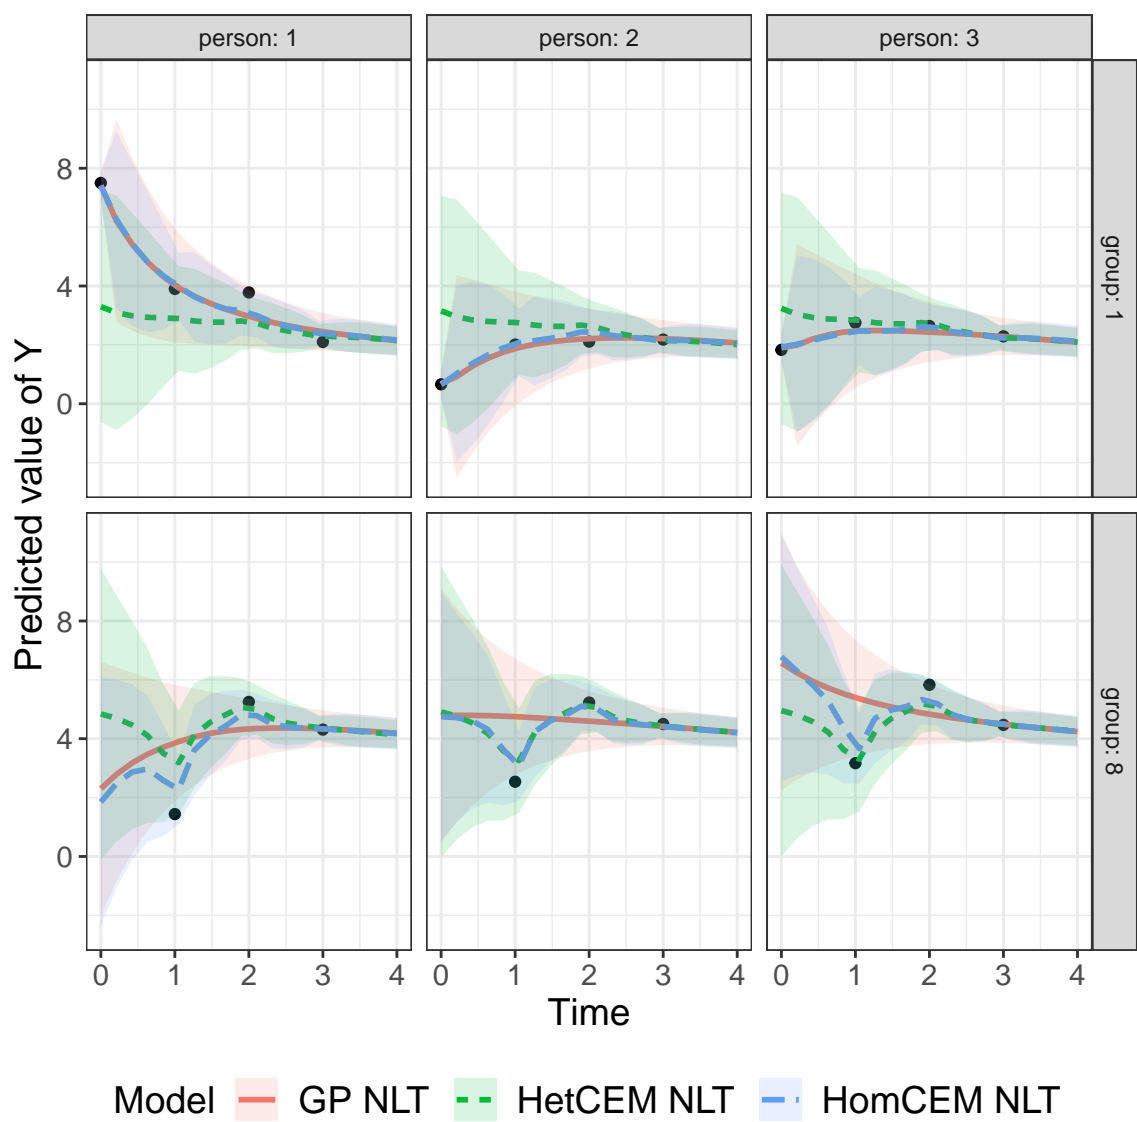 person: 1
person: 2
person: 3
8
4
0
group: 1
Predicted value of Y
8
4
0
group: 8
0 1 2 3 4 0 1 2 3 4 0 1 2 3 4
Time
Model GP NLT HetCEM NLT HomCEM NLT